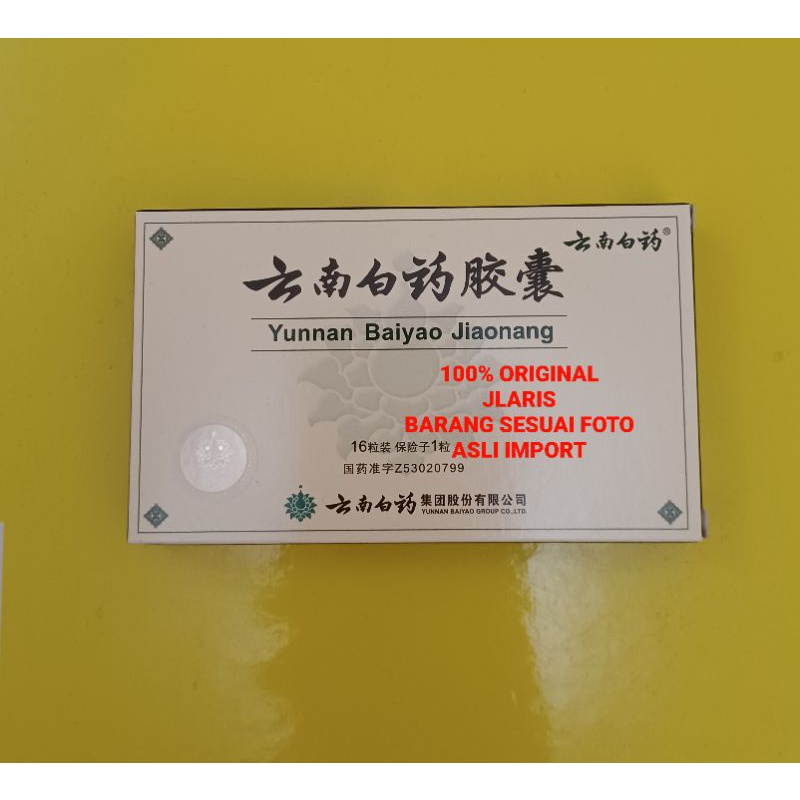 云南白药®
云南白药胶囊
Yunnan Baiyao Jiaonang
100% ORIGINAL
JLARIS
BARANG SESUAI FOTO
ASLI IMPORT
16粒装 保险子1粒
国药准字Z53020799
云南白药集团股份有限公司
YUNNAN BAIYAO GROUP CO.,LTD.